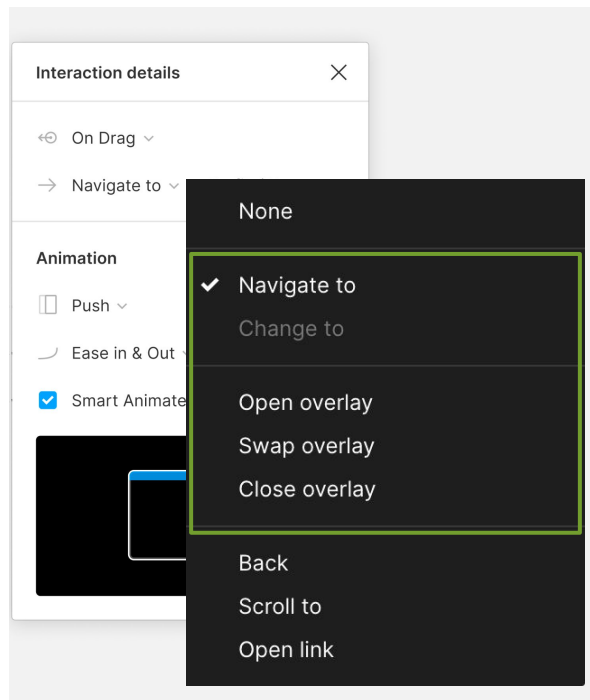 Interaction details
On Drag
Navigate to
Animation
Push
Ease in & Out
Smart Animate
None
Navigate to
Change to
Open overlay
Swap overlay
Close overlay
Back
Scroll to
Open link